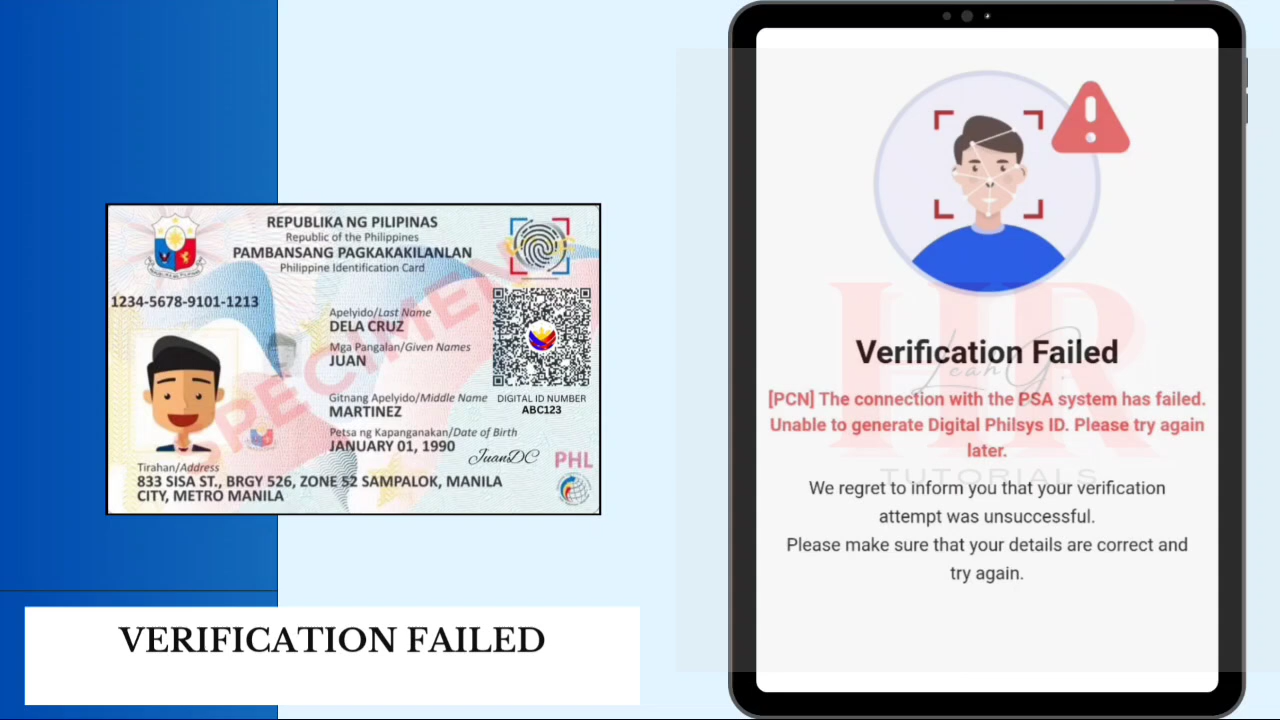 REPUBLIKA NG PILIPINAS
Republic of the Philippines
PAMBANSANG PAGKAKAKILANLAN
Philippine Identification Card
1234-5678-9101-1213
Apelyido/Last Name
DELA CRUZ
Mga Pangalan/Given Names
JUAN
Gitnang Apelyido/Middle Name
MARTINEZ
Petsa ng Kapanganakan/Date of Birth
JANUARY 01, 1990
DIGITAL ID NUMBER
ABC123
JuanDC
PHL
Tirahan/Address
833 SISA ST., BRGY 526, ZONE 52 SAMPALOK, MANILA
CITY, METRO MANILA
SPECIMEN
VERIFICATION FAILED
Verification Failed
[PCN] The connection with the PSA system has failed.
Unable to generate Digital Philsys ID. Please try again
later.
We regret to inform you that your verification
attempt was unsuccessful.
Please make sure that your details are correct and
try again.
HR
Leah G.
TUTORIALS